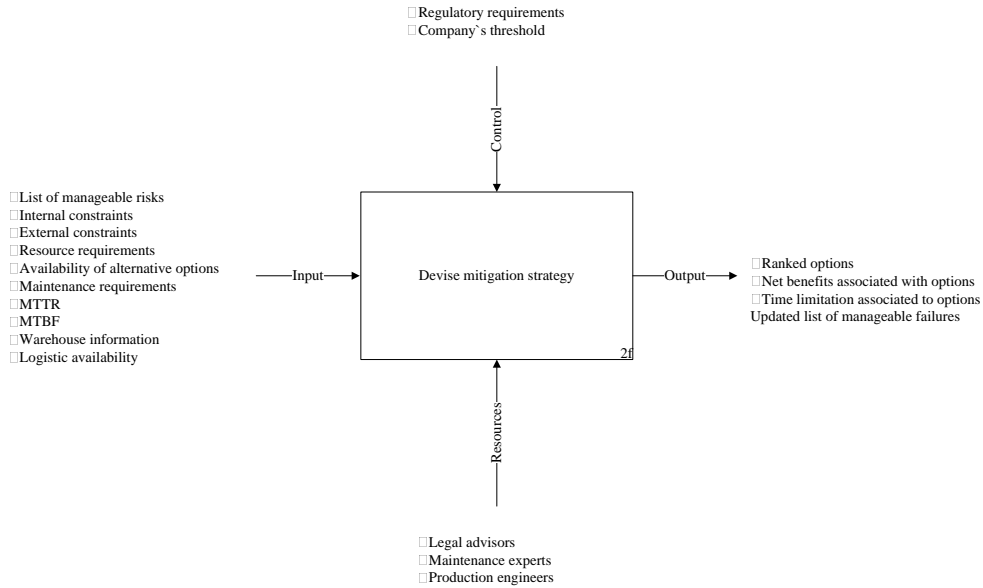 Regulatory requirements
Company`s threshold
Control
List of manageable risks
Internal constraints
External constraints
Resource requirements
Availability of alternative options
Maintenance requirements
MTTR
MTBF
Warehouse information
Logistic availability
Input
Devise mitigation strategy
2f
Output
Ranked options
Net benefits associated with options
Time limitation associated to options
Updated list of manageable failures
Resources
Legal advisors
Maintenance experts
Production engineers